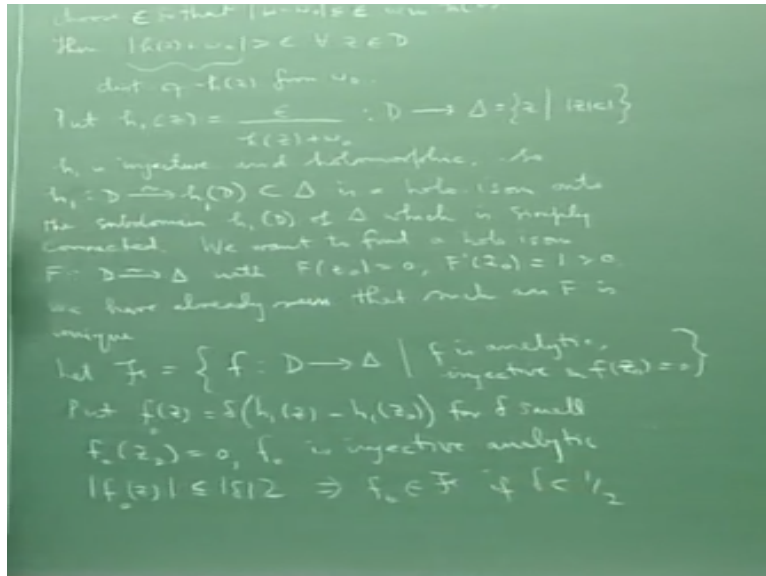 choose ε so that |w-w₀| ≤ ε
Then |h(z)+w₀| > ε ∀ z ∈ D
dist of -h(z) from w₀.
Put h₁(z) = ε / (h(z)+w₀) : D → Δ = {z | |z|<1}
h₁ is injective and holomorphic. So
h₁ : D ⥲ h₁(D) ⊂ Δ is a holo. isom onto
the subdomain h₁(D) of Δ which is simply
connected. We want to find a holo isom
F : D ⥲ Δ with F(z₀)=0, F'(z₀)=1>0.
We have already seen that such an F is
unique
Let ℱ = { f : D → Δ | f is analytic, injective & f(z₀)=0 }
Put f₀(z) = δ(h₁(z) - h₁(z₀)) for δ small
f₀(z₀)=0, f₀ is injective analytic
|f₀(z)| ≤ |δ|2 ⇒ f₀ ∈ ℱ if δ < 1/2